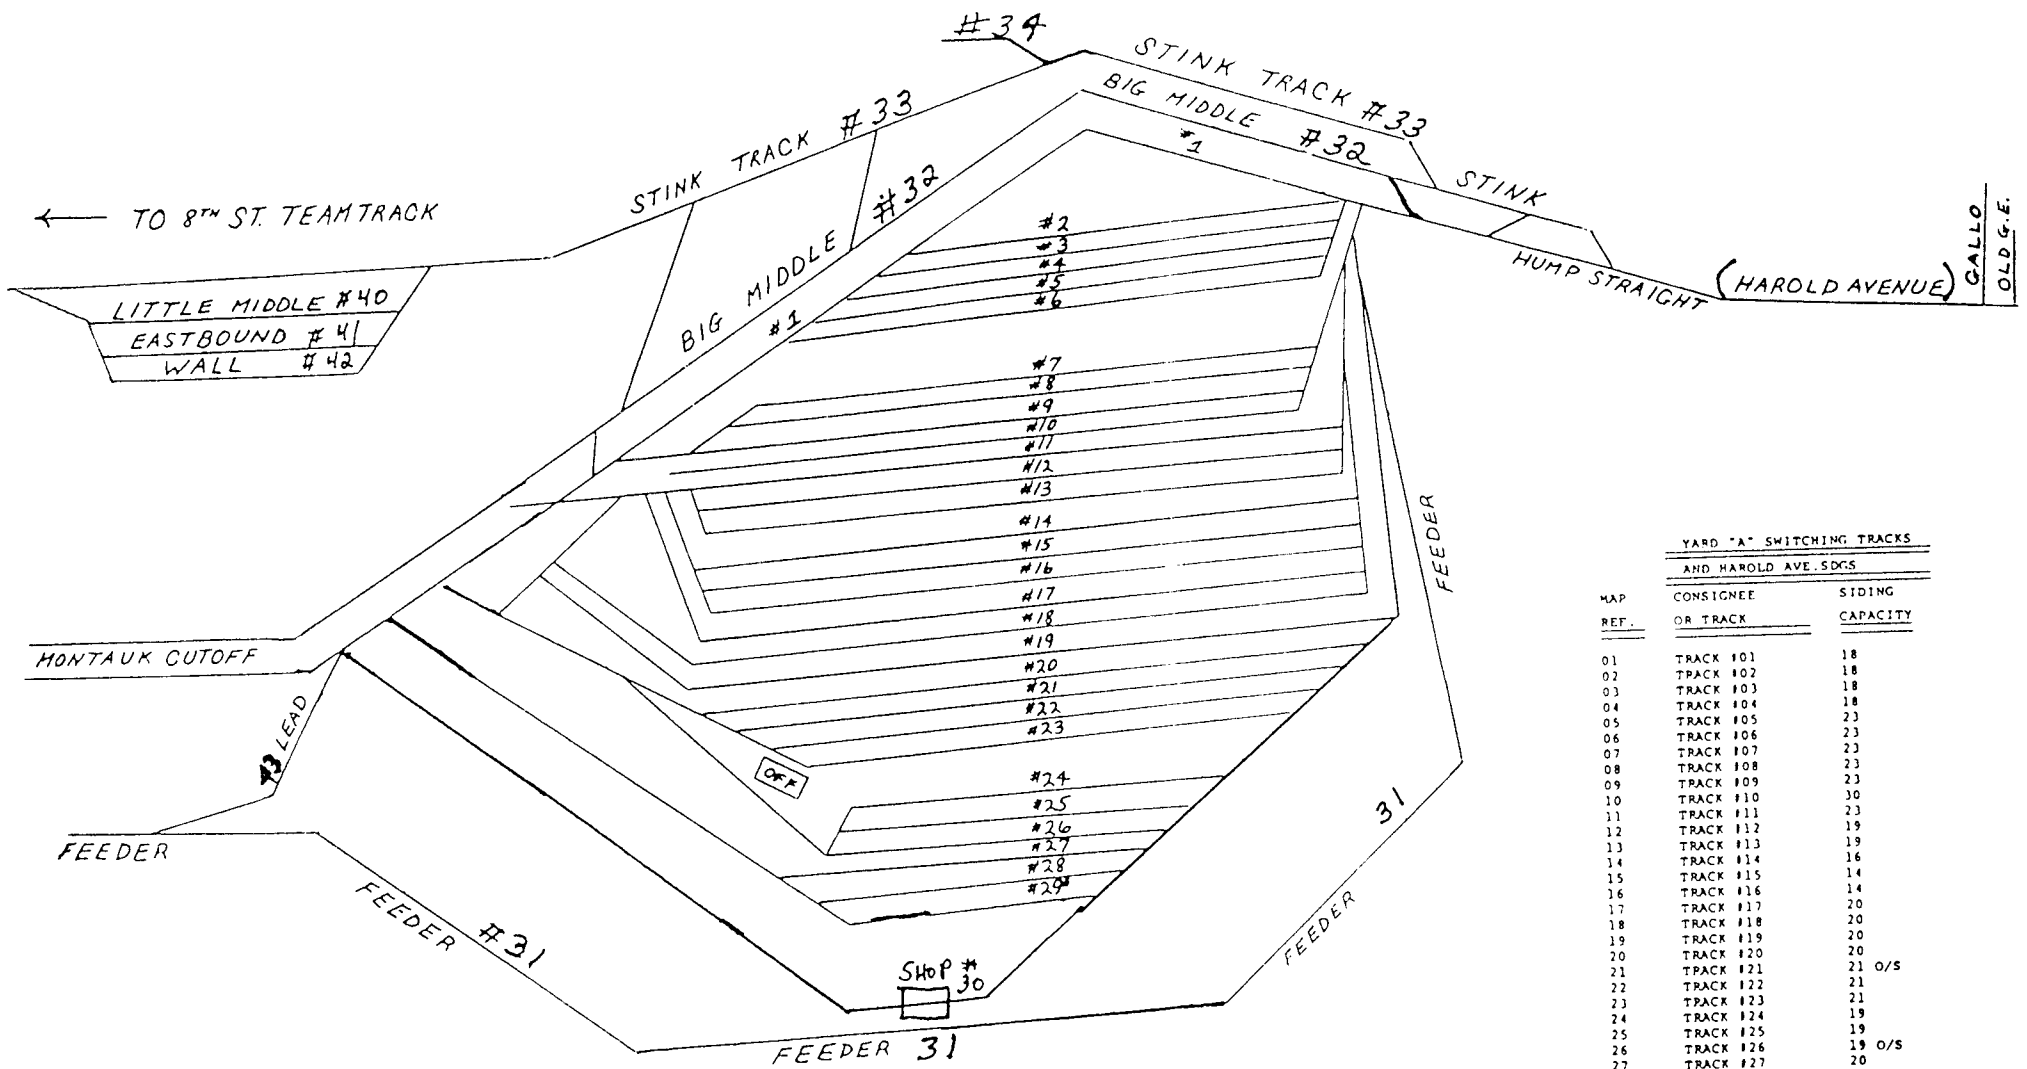 #34
STINK TRACK #33
BIG MIDDLE #32
#1
STINK TRACK #33
#32
BIG MIDDLE
#1
STINK
HUMP STRAIGHT
(HAROLD AVENUE)
GALLO
OLD G.E.
← TO 8TH ST. TEAMTRACK
LITTLE MIDDLE #40
EASTBOUND #41
WALL #42
#2
#3
#4
#5
#6
#7
#8
#9
#10
#11
#12
#13
#14
#15
#16
#17
#18
#19
#20
#21
#22
#23
#24
#25
#26
#27
#28
#29
OFF
MONTAUK CUTOFF
43 LEAD
FEEDER
FEEDER #31
SHOP #30
FEEDER 31
FEEDER
31
FEEDER
YARD "A" SWITCHING TRACKS
AND HAROLD AVE. SDGS
MAP CONSIGNEE SIDING
REF. OR TRACK CAPACITY
01 TRACK #01 18
02 TRACK #02 18
03 TRACK #03 18
04 TRACK #04 18
05 TRACK #05 23
06 TRACK #06 23
07 TRACK #07 23
08 TRACK #08 23
09 TRACK #09 23
10 TRACK #10 30
11 TRACK #11 23
12 TRACK #12 19
13 TRACK #13 19
14 TRACK #14 16
15 TRACK #15 14
16 TRACK #16 14
17 TRACK #17 20
18 TRACK #18 20
19 TRACK #19 20
20 TRACK #20 20
21 TRACK #21 21 O/S
22 TRACK #22 21
23 TRACK #23 21
24 TRACK #24 19
25 TRACK #25 19
26 TRACK #26 19 O/S
27 TRACK #27 20